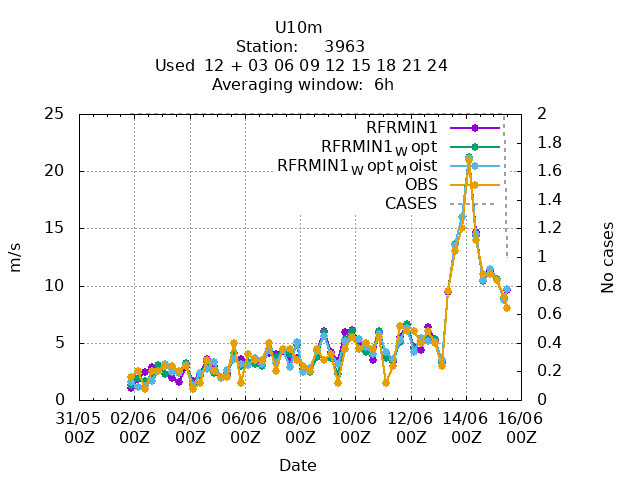 U10m
Station: 3963
Used 12 + 03 06 09 12 15 18 21 24
Averaging window: 6h
25 2
RFRMIN1
1.8
RFRMIN1W opt
20 1.6
RFRMIN1W optM oist
OBS
1.4
CASES
15 1.2
m/s
No cases
1
10 0.8
0.6
5 0.4
0.2
0 0
31/05 02/06 04/06 06/06 08/06 10/06 12/06 14/06 16/06
00Z 00Z 00Z 00Z 00Z 00Z 00Z 00Z 00Z
Date